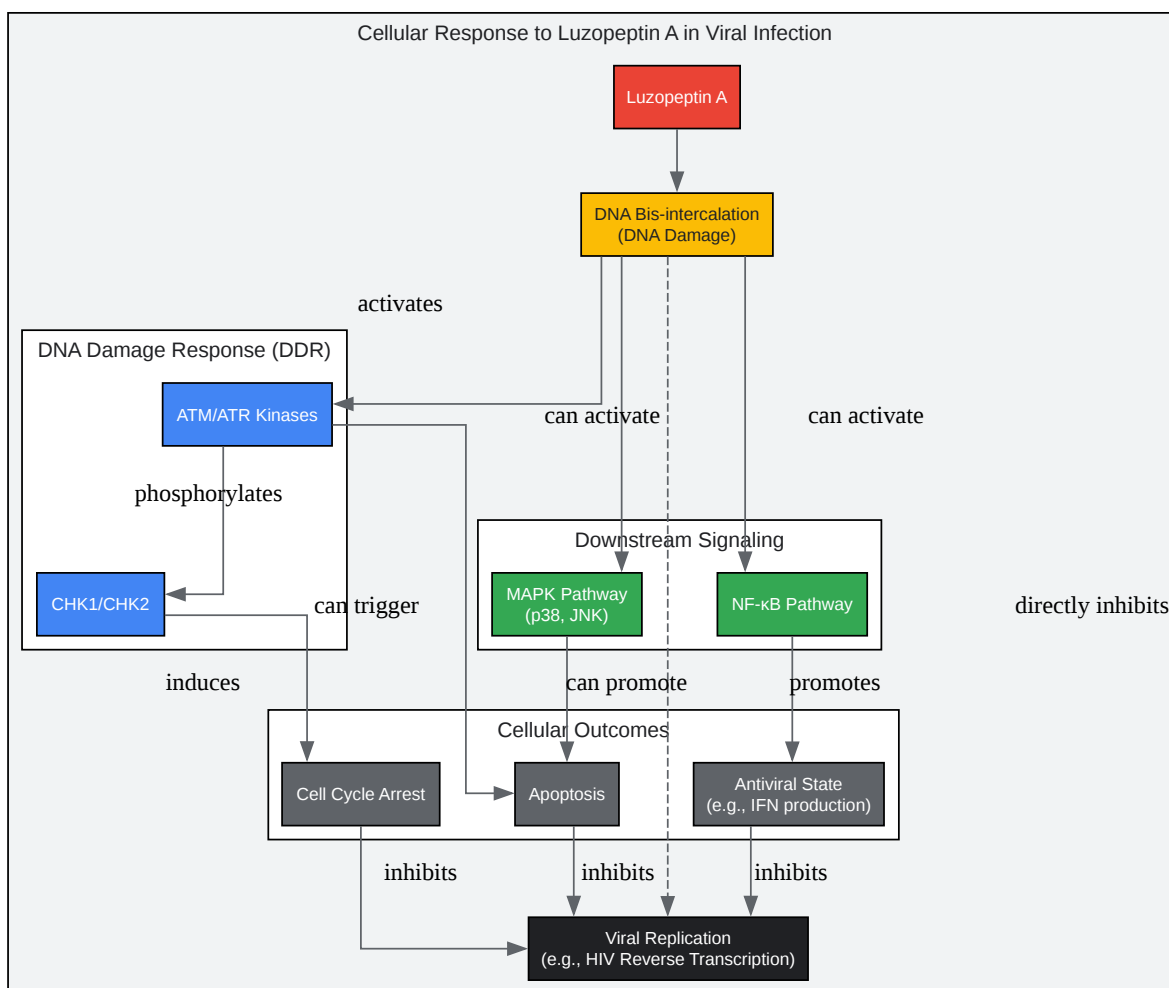 Cellular Response to Luzopeptin A in Viral Infection
Luzopeptin A
DNA Bis-intercalation
(DNA Damage)
activates
DNA Damage Response (DDR)
ATM/ATR Kinases
can activate
can activate
phosphorylates
Downstream Signaling
CHK1/CHK2
can trigger
MAPK Pathway
(p38, JNK)
NF-κB Pathway
directly inhibits
induces
can promote
promotes
Cellular Outcomes
Cell Cycle Arrest
Apoptosis
Antiviral State
(e.g., IFN production)
inhibits
inhibits
inhibits
Viral Replication
(e.g., HIV Reverse Transcription)